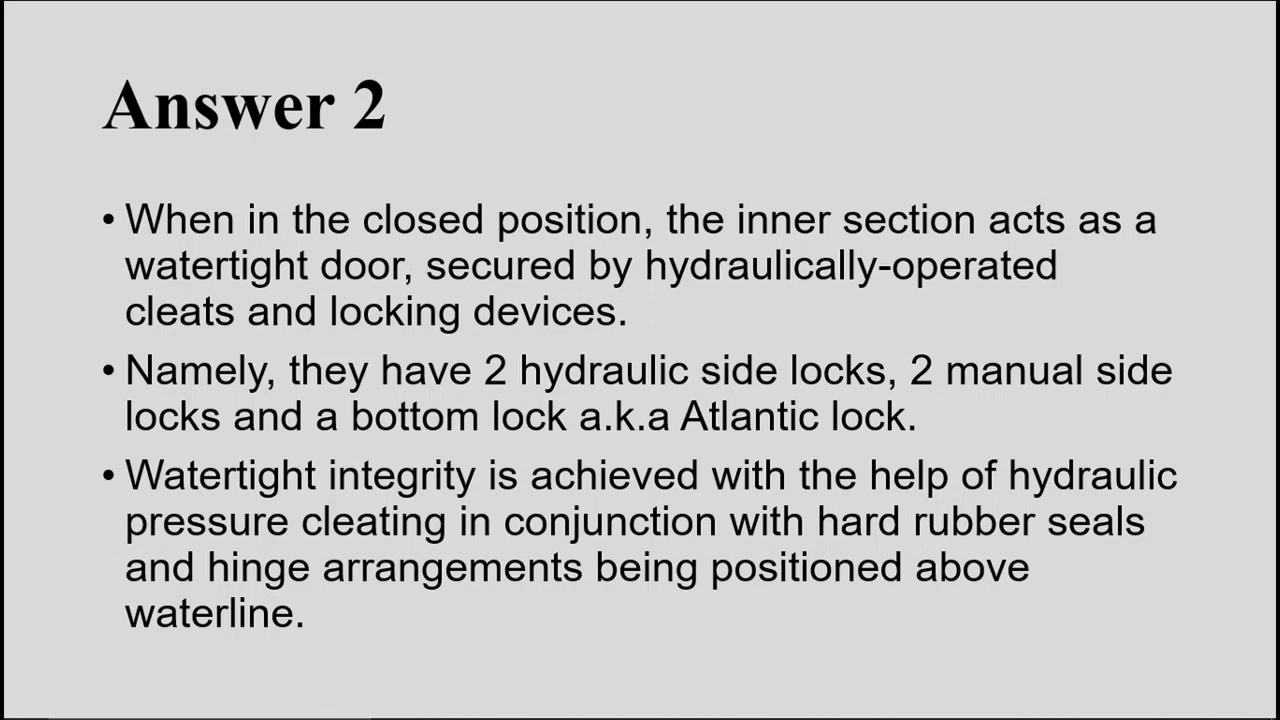 Answer 2
• When in the closed position, the inner section acts as a
watertight door, secured by hydraulically-operated
cleats and locking devices.
• Namely, they have 2 hydraulic side locks, 2 manual side
locks and a bottom lock a.k.a Atlantic lock.
• Watertight integrity is achieved with the help of hydraulic
pressure cleating in conjunction with hard rubber seals
and hinge arrangements being positioned above
waterline.